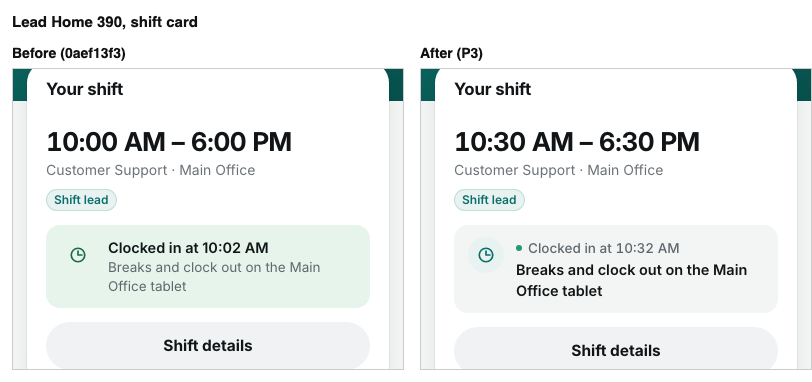 Lead Home 390, shift card
Before (0aef13f3)
Your shift
10:00 AM – 6:00 PM
Customer Support · Main Office
Shift lead
Clocked in at 10:02 AM
Breaks and clock out on the Main
Office tablet
Shift details
After (P3)
Your shift
10:30 AM – 6:30 PM
Customer Support · Main Office
Shift lead
Clocked in at 10:32 AM
Breaks and clock out on the Main
Office tablet
Shift details